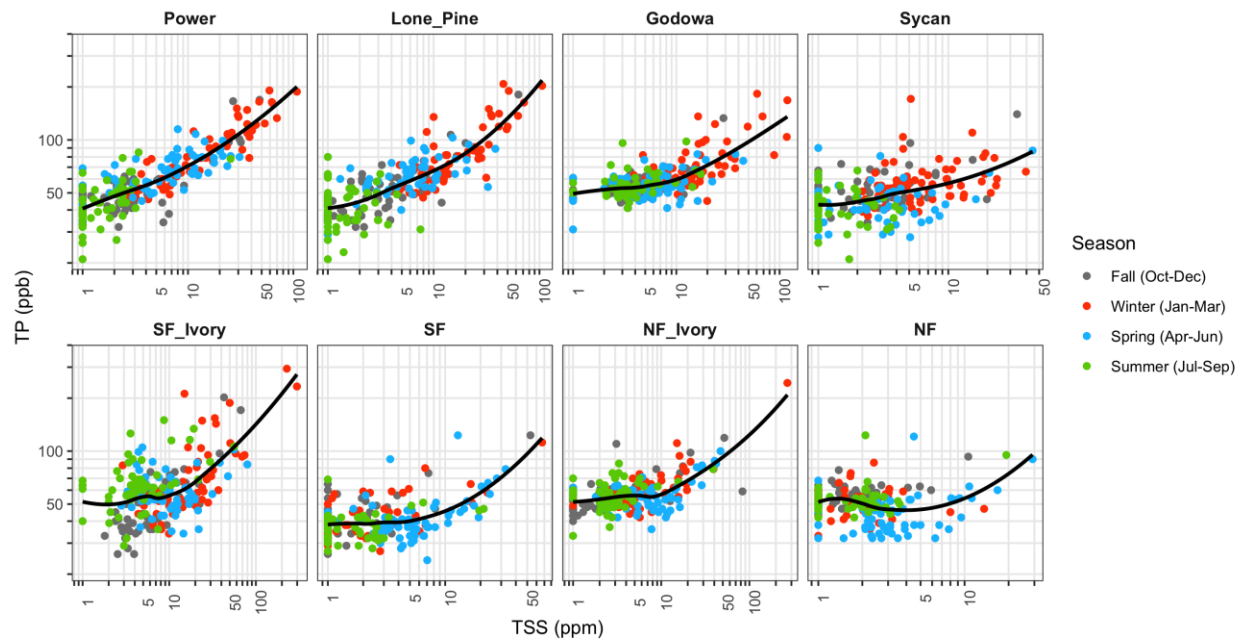 Power Lone_Pine Godowa Sycan
100
50
1 5 10 50 100 1 5 10 50 100 1 5 10 50 100 1 5 10 50
TP (ppb)
SF_Ivory SF NF_Ivory NF
100
50
1 5 10 50 100 1 5 10 50 1 5 10 50 100 1 5 10
TSS (ppm)
Season
Fall (Oct-Dec)
Winter (Jan-Mar)
Spring (Apr-Jun)
Summer (Jul-Sep)